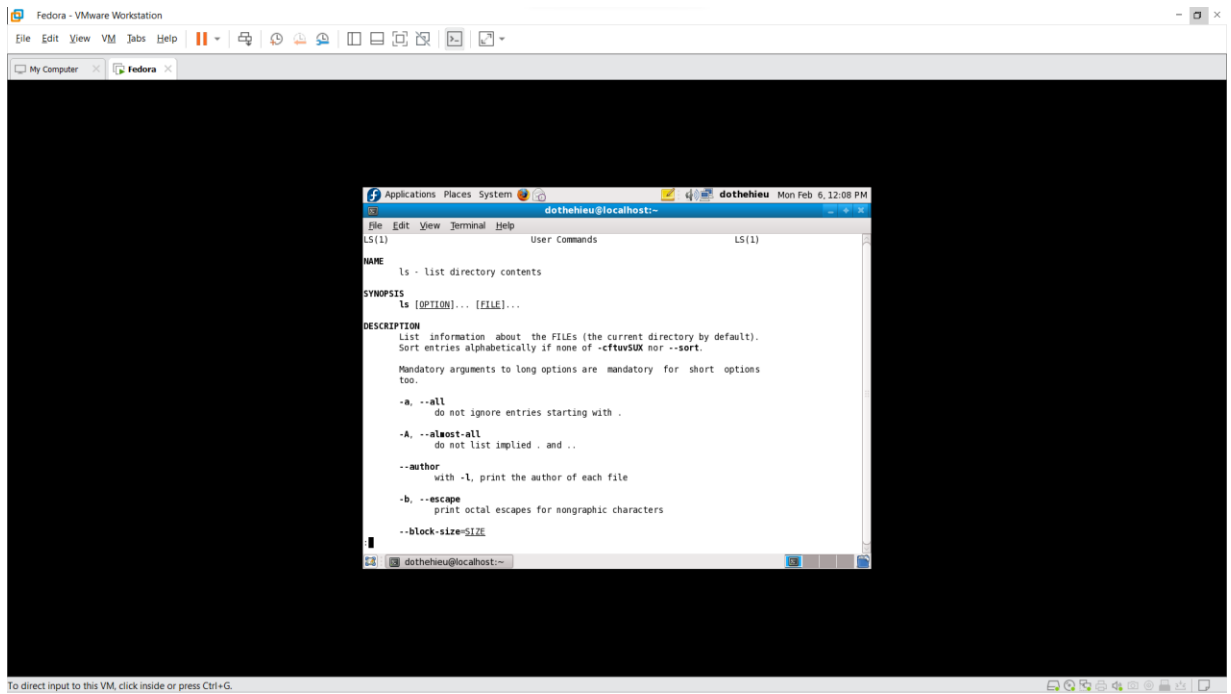 Fedora - VMware Workstation
File Edit View VM Tabs Help
My Computer Fedora
Applications Places System dothehieu Mon Feb 6, 12:08 PM
dothehieu@localhost:~
File Edit View Terminal Help
LS(1) User Commands LS(1)
NAME
ls - list directory contents
SYNOPSIS
ls [OPTION]... [FILE]...
DESCRIPTION
List information about the FILEs (the current directory by default).
Sort entries alphabetically if none of -cftuvSUX nor --sort.
Mandatory arguments to long options are mandatory for short options
too.
-a, --all
do not ignore entries starting with .
-A, --almost-all
do not list implied . and ..
--author
with -l, print the author of each file
-b, --escape
print octal escapes for nongraphic characters
--block-size=SIZE
:
dothehieu@localhost:~
To direct input to this VM, click inside or press Ctrl+G.